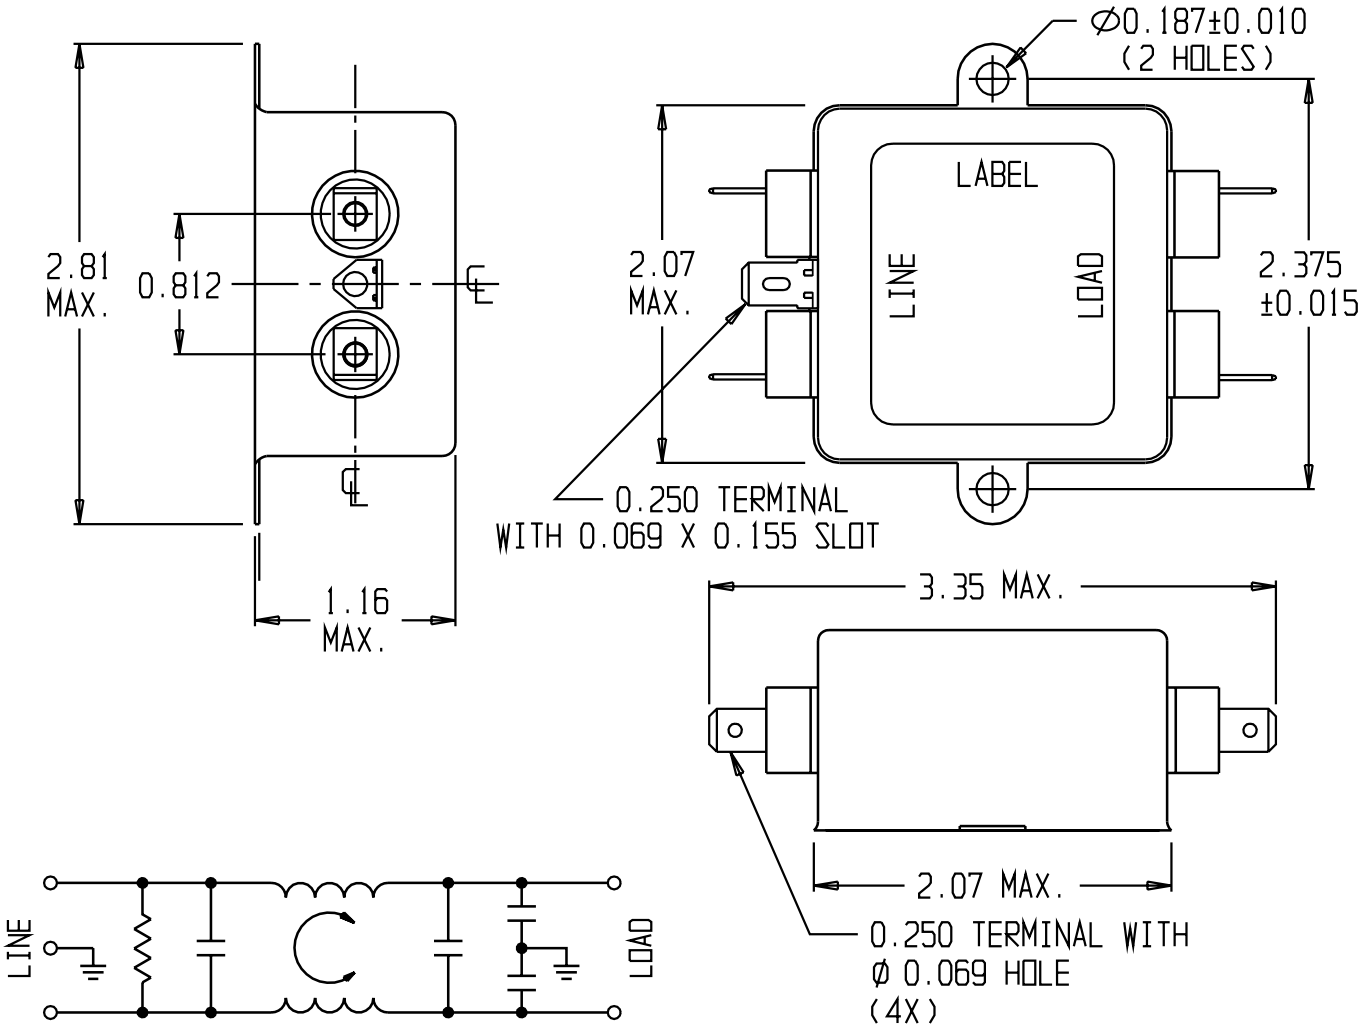 Ø0.187±0.010
(2 HOLES)
2.81
MAX.
0.812
CL
CL
1.16
MAX.
2.07
MAX.
LABEL
LINE
LOAD
2.375
±0.015
0.250 TERMINAL
WITH 0.069 X 0.155 SLOT
3.35 MAX.
2.07 MAX.
0.250 TERMINAL WITH
Ø 0.069 HOLE
(4X)
LINE
LOAD